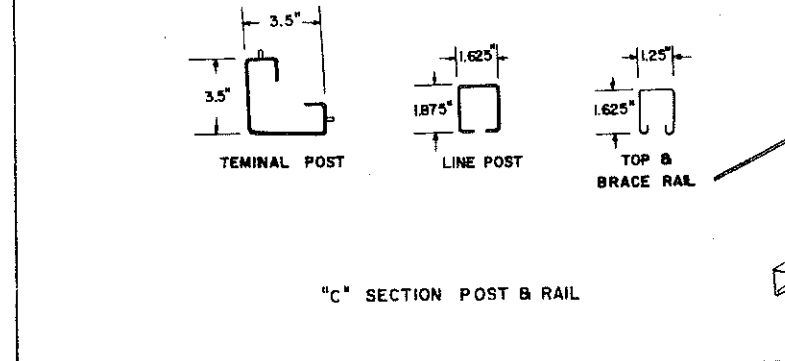 3.5"
3.5"
TEMINAL POST
1.625"
1.875"
LINE POST
1.25"
1.625"
TOP &
BRACE RAIL
"C" SECTION POST & RAIL